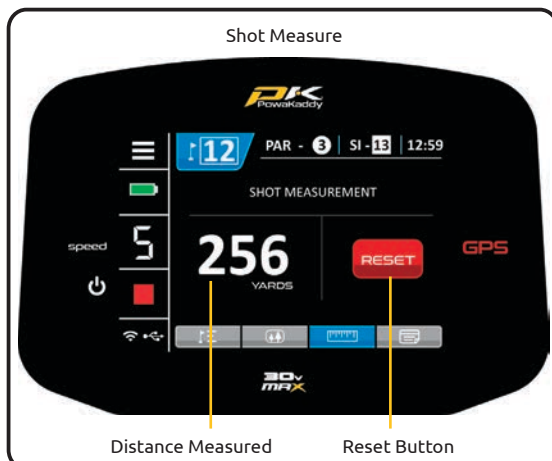 Shot Measure
PK
PowaKaddy
12 PAR - 3 SI - 13 12:59
SHOT MEASUREMENT
speed 5
256
YARDS
RESET
GPS
30V
MAX
Distance Measured Reset Button